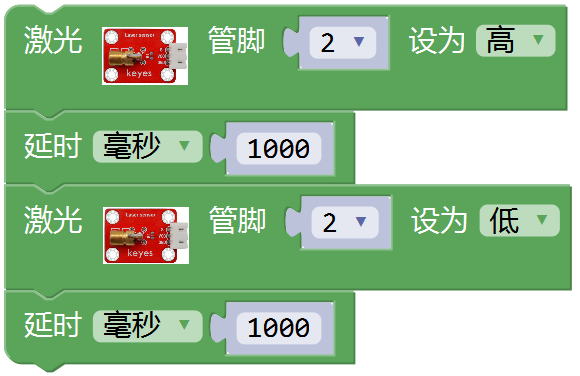 激光 Laser sensor keyes 管脚 2 设为 高
延时 毫秒 1000
激光 Laser sensor keyes 管脚 2 设为 低
延时 毫秒 1000